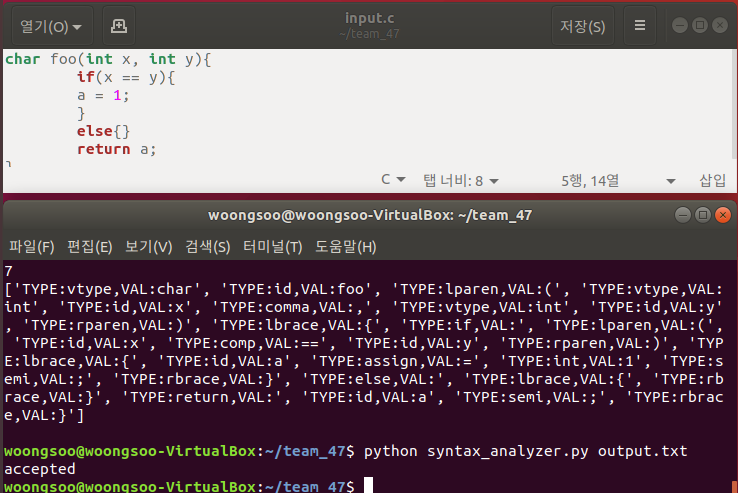 열기(O)
input.c
~/team_47
저장(S)
char foo(int x, int y){
if(x == y){
a = 1;
}
else{}
return a;
C
탭 너비: 8
5행, 14열
삽입
woongsoo@woongsoo-VirtualBox: ~/team_47
파일(F) 편집(E) 보기(V) 검색(S) 터미널(T) 도움말(H)
7
['TYPE:vtype,VAL:char', 'TYPE:id,VAL:foo', 'TYPE:lparen,VAL:(', 'TYPE:vtype,VAL:
int', 'TYPE:id,VAL:x', 'TYPE:comma,VAL:,', 'TYPE:vtype,VAL:int', 'TYPE:id,VAL:y'
, 'TYPE:rparen,VAL:)', 'TYPE:lbrace,VAL:{', 'TYPE:if,VAL:', 'TYPE:lparen,VAL:(',
'TYPE:id,VAL:x', 'TYPE:comp,VAL:==', 'TYPE:id,VAL:y', 'TYPE:rparen,VAL:)', 'TYP
E:lbrace,VAL:{', 'TYPE:id,VAL:a', 'TYPE:assign,VAL:=', 'TYPE:int,VAL:1', 'TYPE:s
emi,VAL:;', 'TYPE:rbrace,VAL:}', 'TYPE:else,VAL:', 'TYPE:lbrace,VAL:{', 'TYPE:rb
race,VAL:}', 'TYPE:return,VAL:', 'TYPE:id,VAL:a', 'TYPE:semi,VAL:;', 'TYPE:rbrac
e,VAL:}']
woongsoo@woongsoo-VirtualBox:~/team_47$ python syntax_analyzer.py output.txt
accepted
woongsoo@woongsoo-VirtualBox:~/team_47$